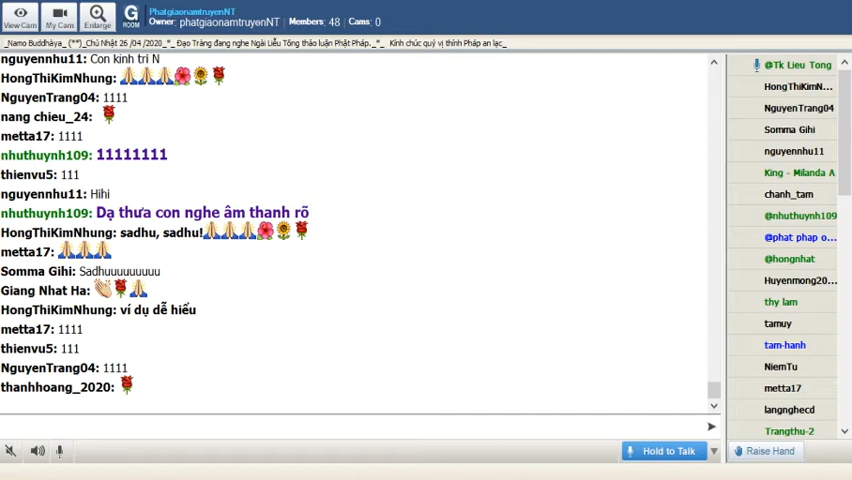 View Cam
My Cam
Enlarge
G
ROOM
PhatgiaonamtruyenNT
Owner: phatgiaonamtruyenNT Members: 48 Cams: 0
_Namo Buddhàya_ (**)_Chủ Nhật 26 /04 /2020_*_ Đạo Tràng đang nghe Ngài Liễu Tông thảo luận Phật Pháp._*_ Kính chúc quý vị thính Pháp an lạc_
nguyennhu11: Con kinh tri N
HongThiKimNhung:
NguyenTrang04: 1111
nang chieu_24:
metta17: 1111
nhuthuynh109: 11111111
thienvu5: 111
nguyennhu11: Hihi
nhuthuynh109: Dạ thưa con nghe âm thanh rõ
HongThiKimNhung: sadhu, sadhu!
metta17:
Somma Gihi: Sadhuuuuuuuuu
Giang Nhat Ha:
HongThiKimNhung: ví dụ dễ hiểu
metta17: 1111
thienvu5: 111
NguyenTrang04: 1111
thanhhoang_2020:
@Tk Lieu Tong
HongThiKimN...
NguyenTrang04
Somma Gihi
nguyennhu11
King - Milanda A
chanh_tam
@nhuthuynh109
@phat phap o...
@hongnhat
Huyenmong20...
thy lam
tamuy
tam-hanh
NiemTu
metta17
langnghecd
Trangthu-2
Hold to Talk
Raise Hand